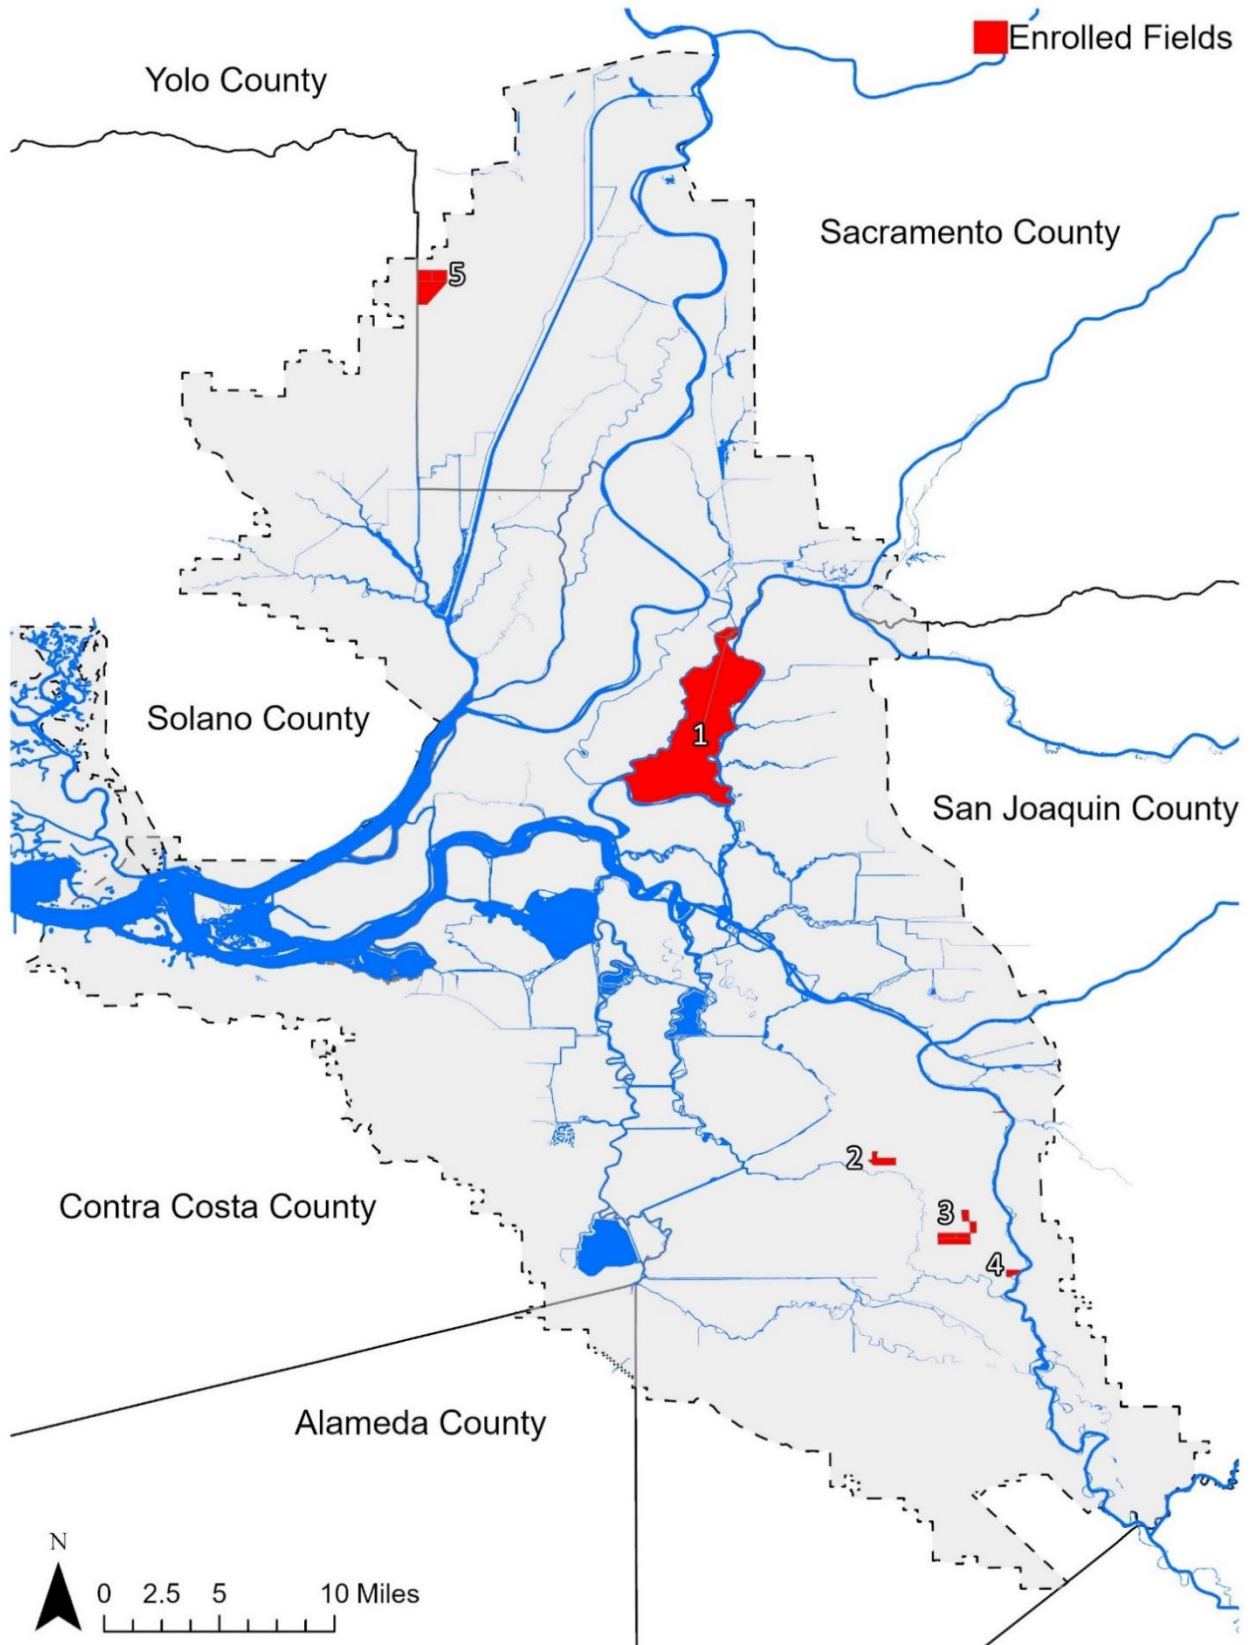 Enrolled Fields
Yolo County
Sacramento County
5
Solano County
1
San Joaquin County
2
Contra Costa County
3
4
Alameda County
N
0 2.5 5 10 Miles